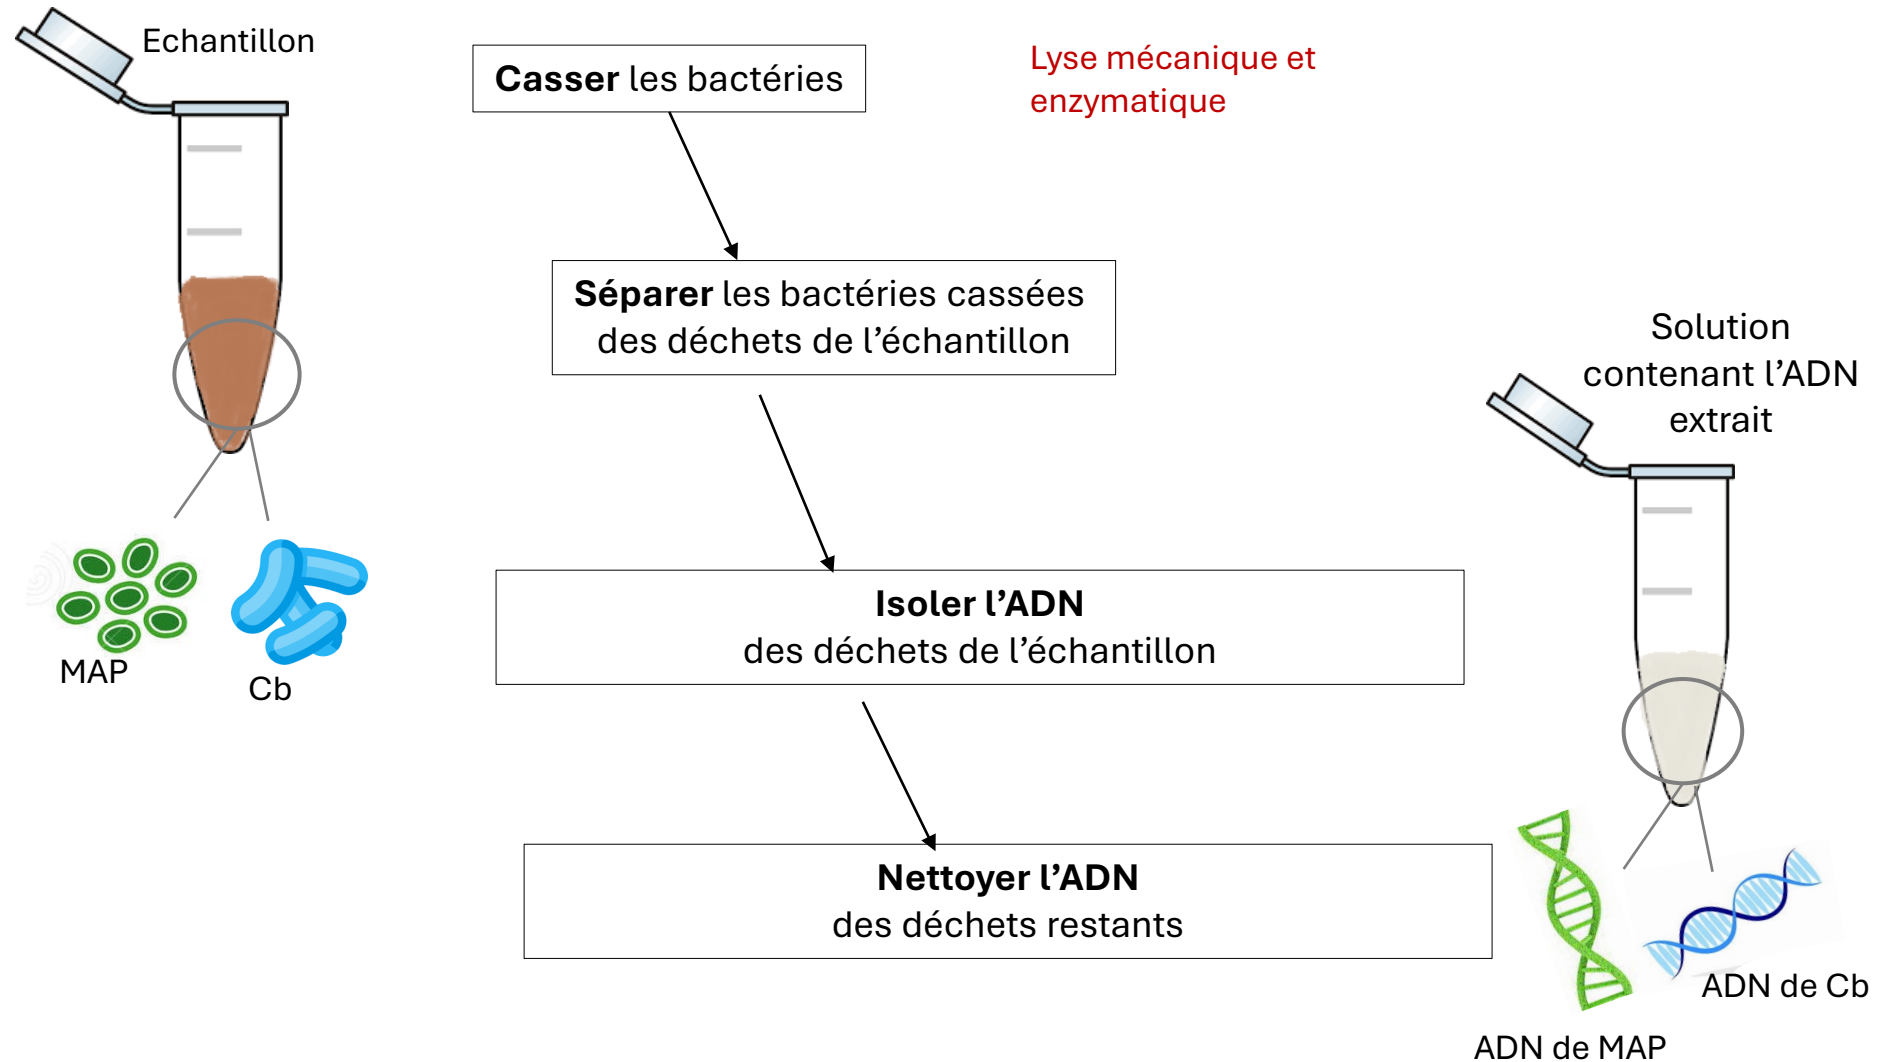 Echantillon
Casser les bactéries
Lyse mécanique et
enzymatique
Séparer les bactéries cassées
des déchets de l’échantillon
Solution
contenant l’ADN
extrait
MAP
Cb
Isoler l’ADN
des déchets de l’échantillon
Nettoyer l’ADN
des déchets restants
ADN de Cb
ADN de MAP